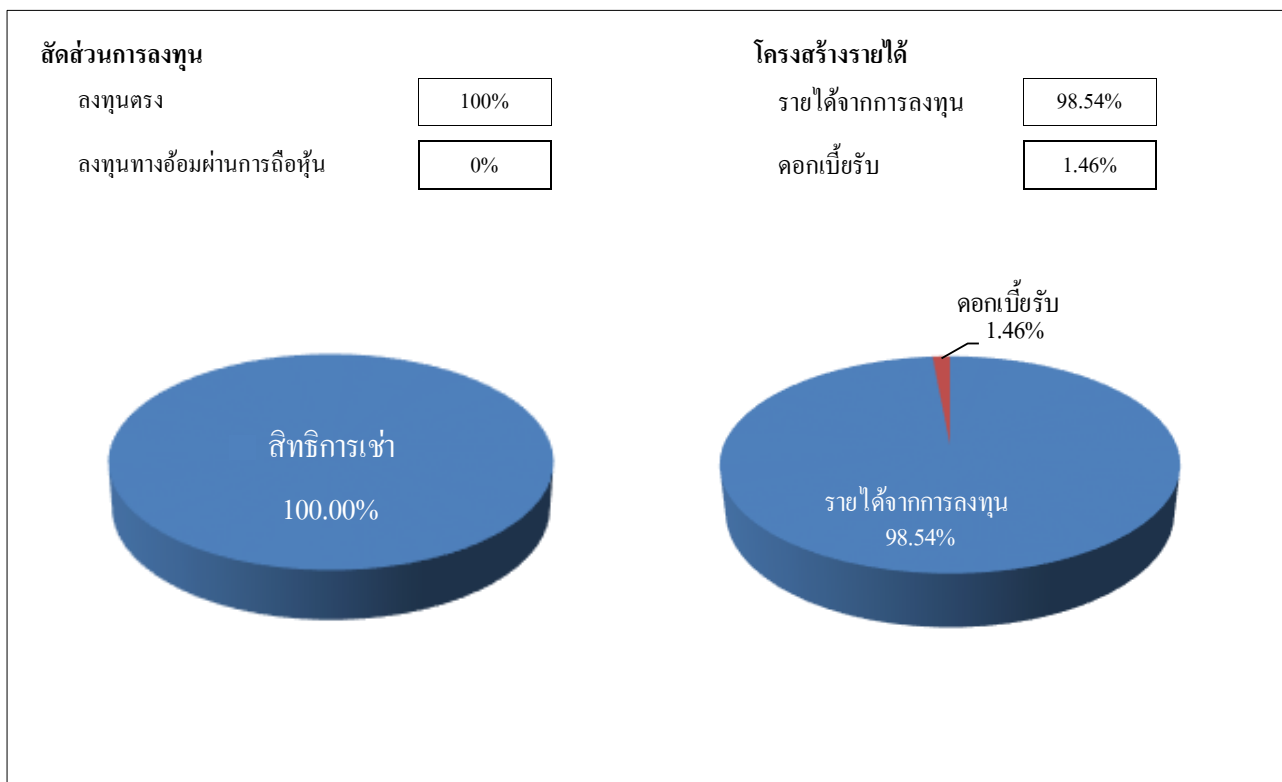 สัดส่วนการลงทุน
ลงทุนตรง 100%
ลงทุนทางอ้อมผ่านการถือหุ้น 0%
โครงสร้างรายได้
รายได้จากการลงทุน 98.54%
ดอกเบี้ยรับ 1.46%
สิทธิการเช่า
100.00%
ดอกเบี้ยรับ
1.46%
รายได้จากการลงทุน
98.54%